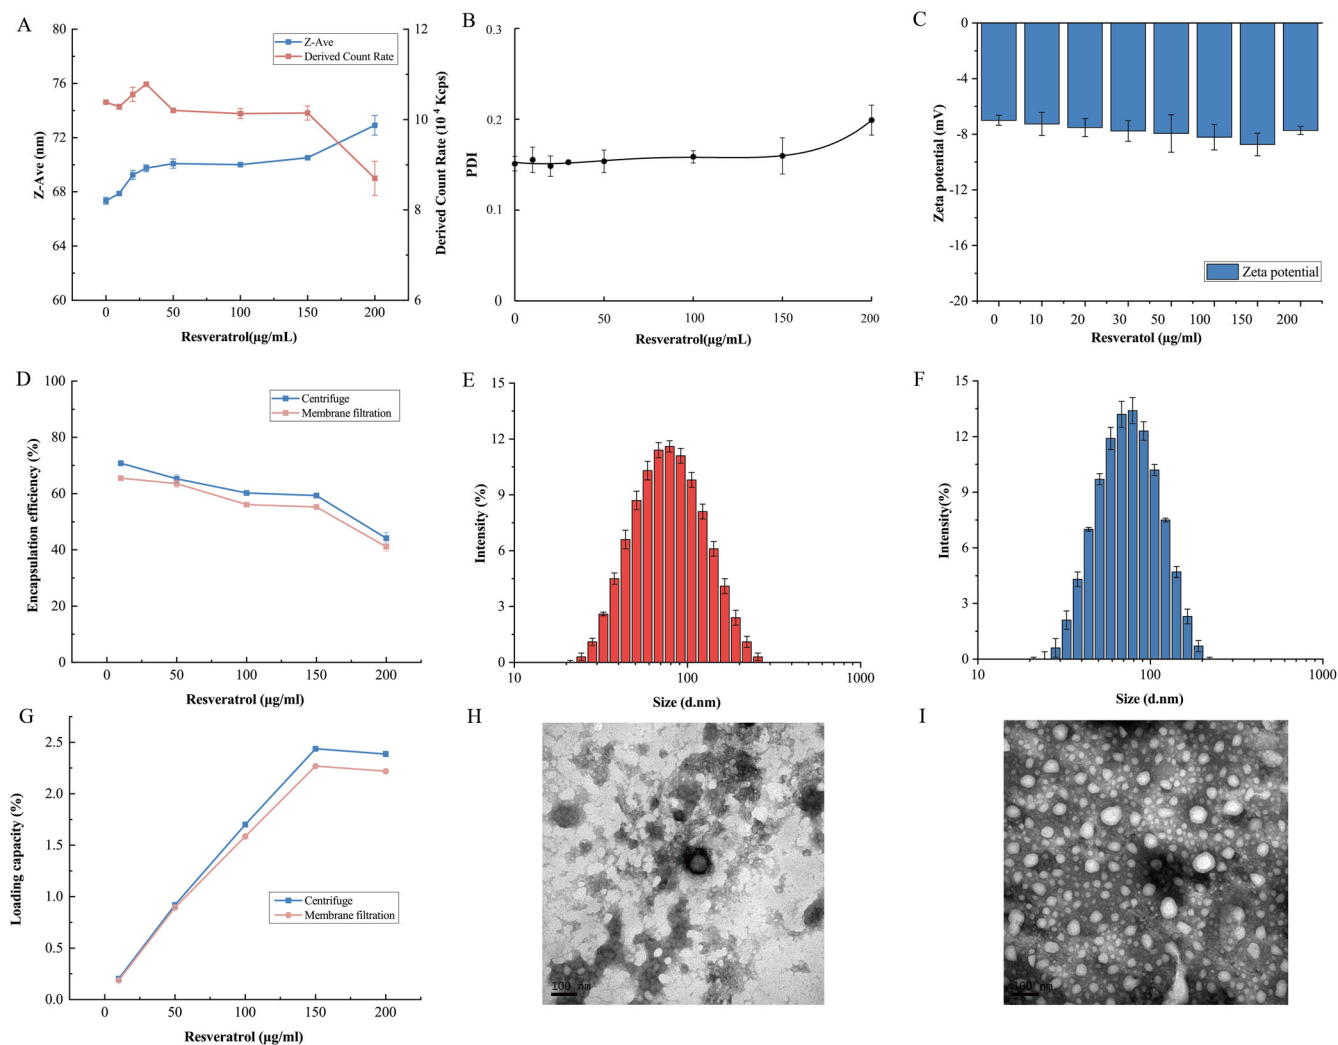 A
80
76
72
68
64
60
Z-Ave (nm)
12
10
8
6
Derived Count Rate (10 4 Kcps)
Z-Ave
Derived Count Rate
0 50 100 150 200
Resveratrol(μg/mL)
B
0.3
0.2
0.1
0
PDI
0 50 100 150 200
Resveratrol(μg/mL)
C
0
-4
-8
-12
-16
-20
Zeta potential (mV)
Zeta potential
0 10 20 30 50 100 150 200
Resveratol (μg/ml)
D
100
80
60
40
20
0
Encapsulation efficiency (%)
Centrifuge
Membrane filtration
0 50 100 150 200
Resveratrol (μg/ml)
E
15
12
9
6
3
0
Intensity (%)
10 100 1000
Size (d.nm)
F
15
12
9
6
3
0
Intensity(%)
10 100 1000
Size (d.nm)
G
2.5
2.0
1.5
1.0
0.5
0.0
Loading capacity (%)
Centrifuge
Membrane filtration
0 50 100 150 200
Resveratrol (μg/ml)
H
100 nm
I
100 nm